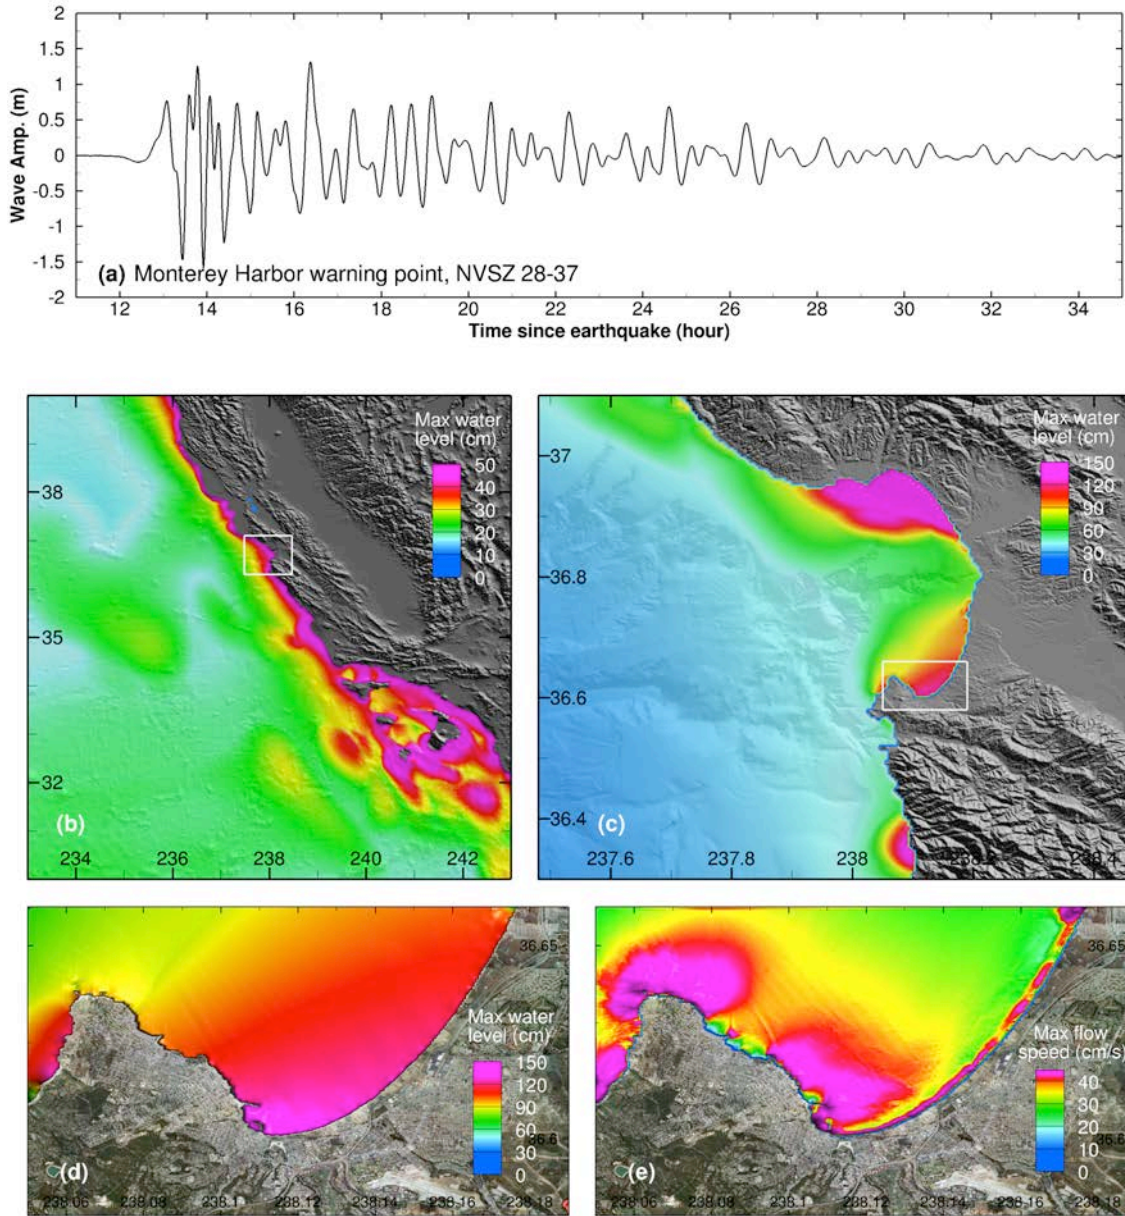 2
1.5
1
0.5
0
-0.5
-1
-1.5
-2
Wave Amp. (m)
(a) Monterey Harbor warning point, NVSZ 28-37
12 14 16 18 20 22 24 26 28 30 32 34
Time since earthquake (hour)
Max water
level (cm)
50
40
30
20
10
0
38
35
32
(b)
234 236 238 240 242
Max water
level (cm)
150
120
90
60
30
0
37
36.8
36.6
36.4
(c)
237.6 237.8 238 238.2 238.4
36.65
Max water
level (cm)
150
120
90
60
30
0
36.6
(d)
238.06 238.08 238.1 238.12 238.14 238.16 238.18
36.65
Max flow
speed (cm/s)
40
30
20
10
0
36.6
(e)
238.06 238.08 238.1 238.12 238.14 238.16 238.18